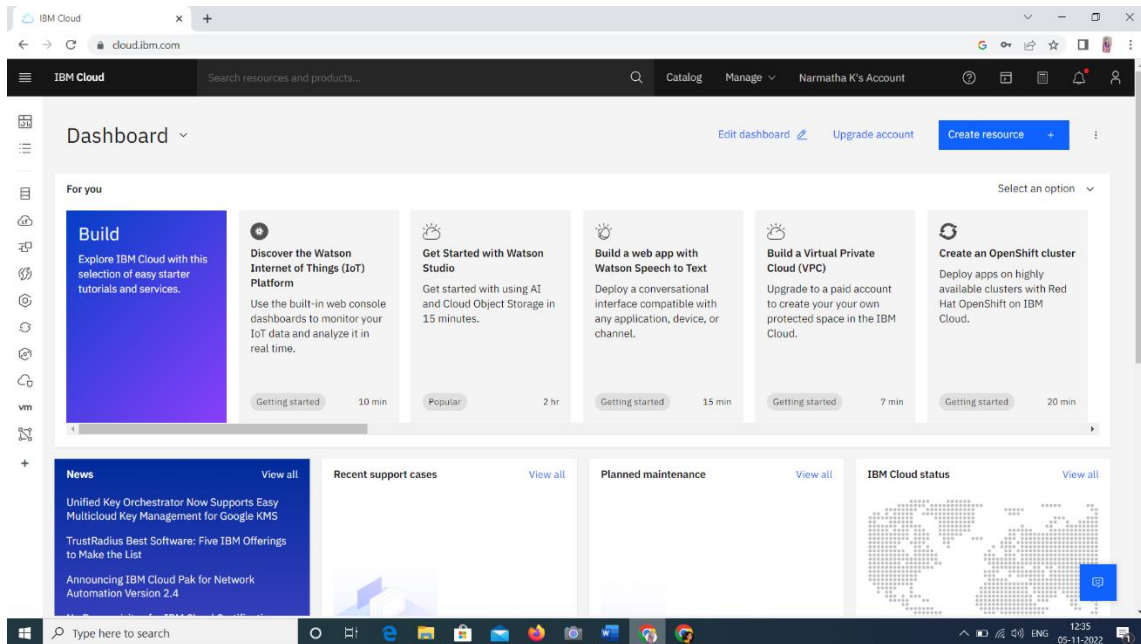 IBM Cloud
cloud.ibm.com
IBM Cloud
Search resources and products...
Catalog
Manage
Narmatha K's Account
Dashboard
Edit dashboard
Upgrade account
Create resource +
For you
Select an option
Build
Explore IBM Cloud with this
selection of easy starter
tutorials and services.
Discover the Watson
Internet of Things (IoT)
Platform
Use the built-in web console
dashboards to monitor your
IoT data and analyze it in
real time.
Getting started 10 min
Get Started with Watson
Studio
Get started with using AI
and Cloud Object Storage in
15 minutes.
Popular 2 hr
Build a web app with
Watson Speech to Text
Deploy a conversational
interface compatible with
any application, device, or
channel.
Getting started 15 min
Build a Virtual Private
Cloud (VPC)
Upgrade to a paid account
to create your your own
protected space in the IBM
Cloud.
Getting started 7 min
Create an OpenShift cluster
Deploy apps on highly
available clusters with Red
Hat OpenShift on IBM
Cloud.
Getting started 20 min
vm
News View all
Unified Key Orchestrator Now Supports Easy
Multicloud Key Management for Google KMS
TrustRadius Best Software: Five IBM Offerings
to Make the List
Announcing IBM Cloud Pak for Network
Automation Version 2.4
Recent support cases View all
Planned maintenance View all
IBM Cloud status View all
Type here to search
ENG
12:35
05-11-2022